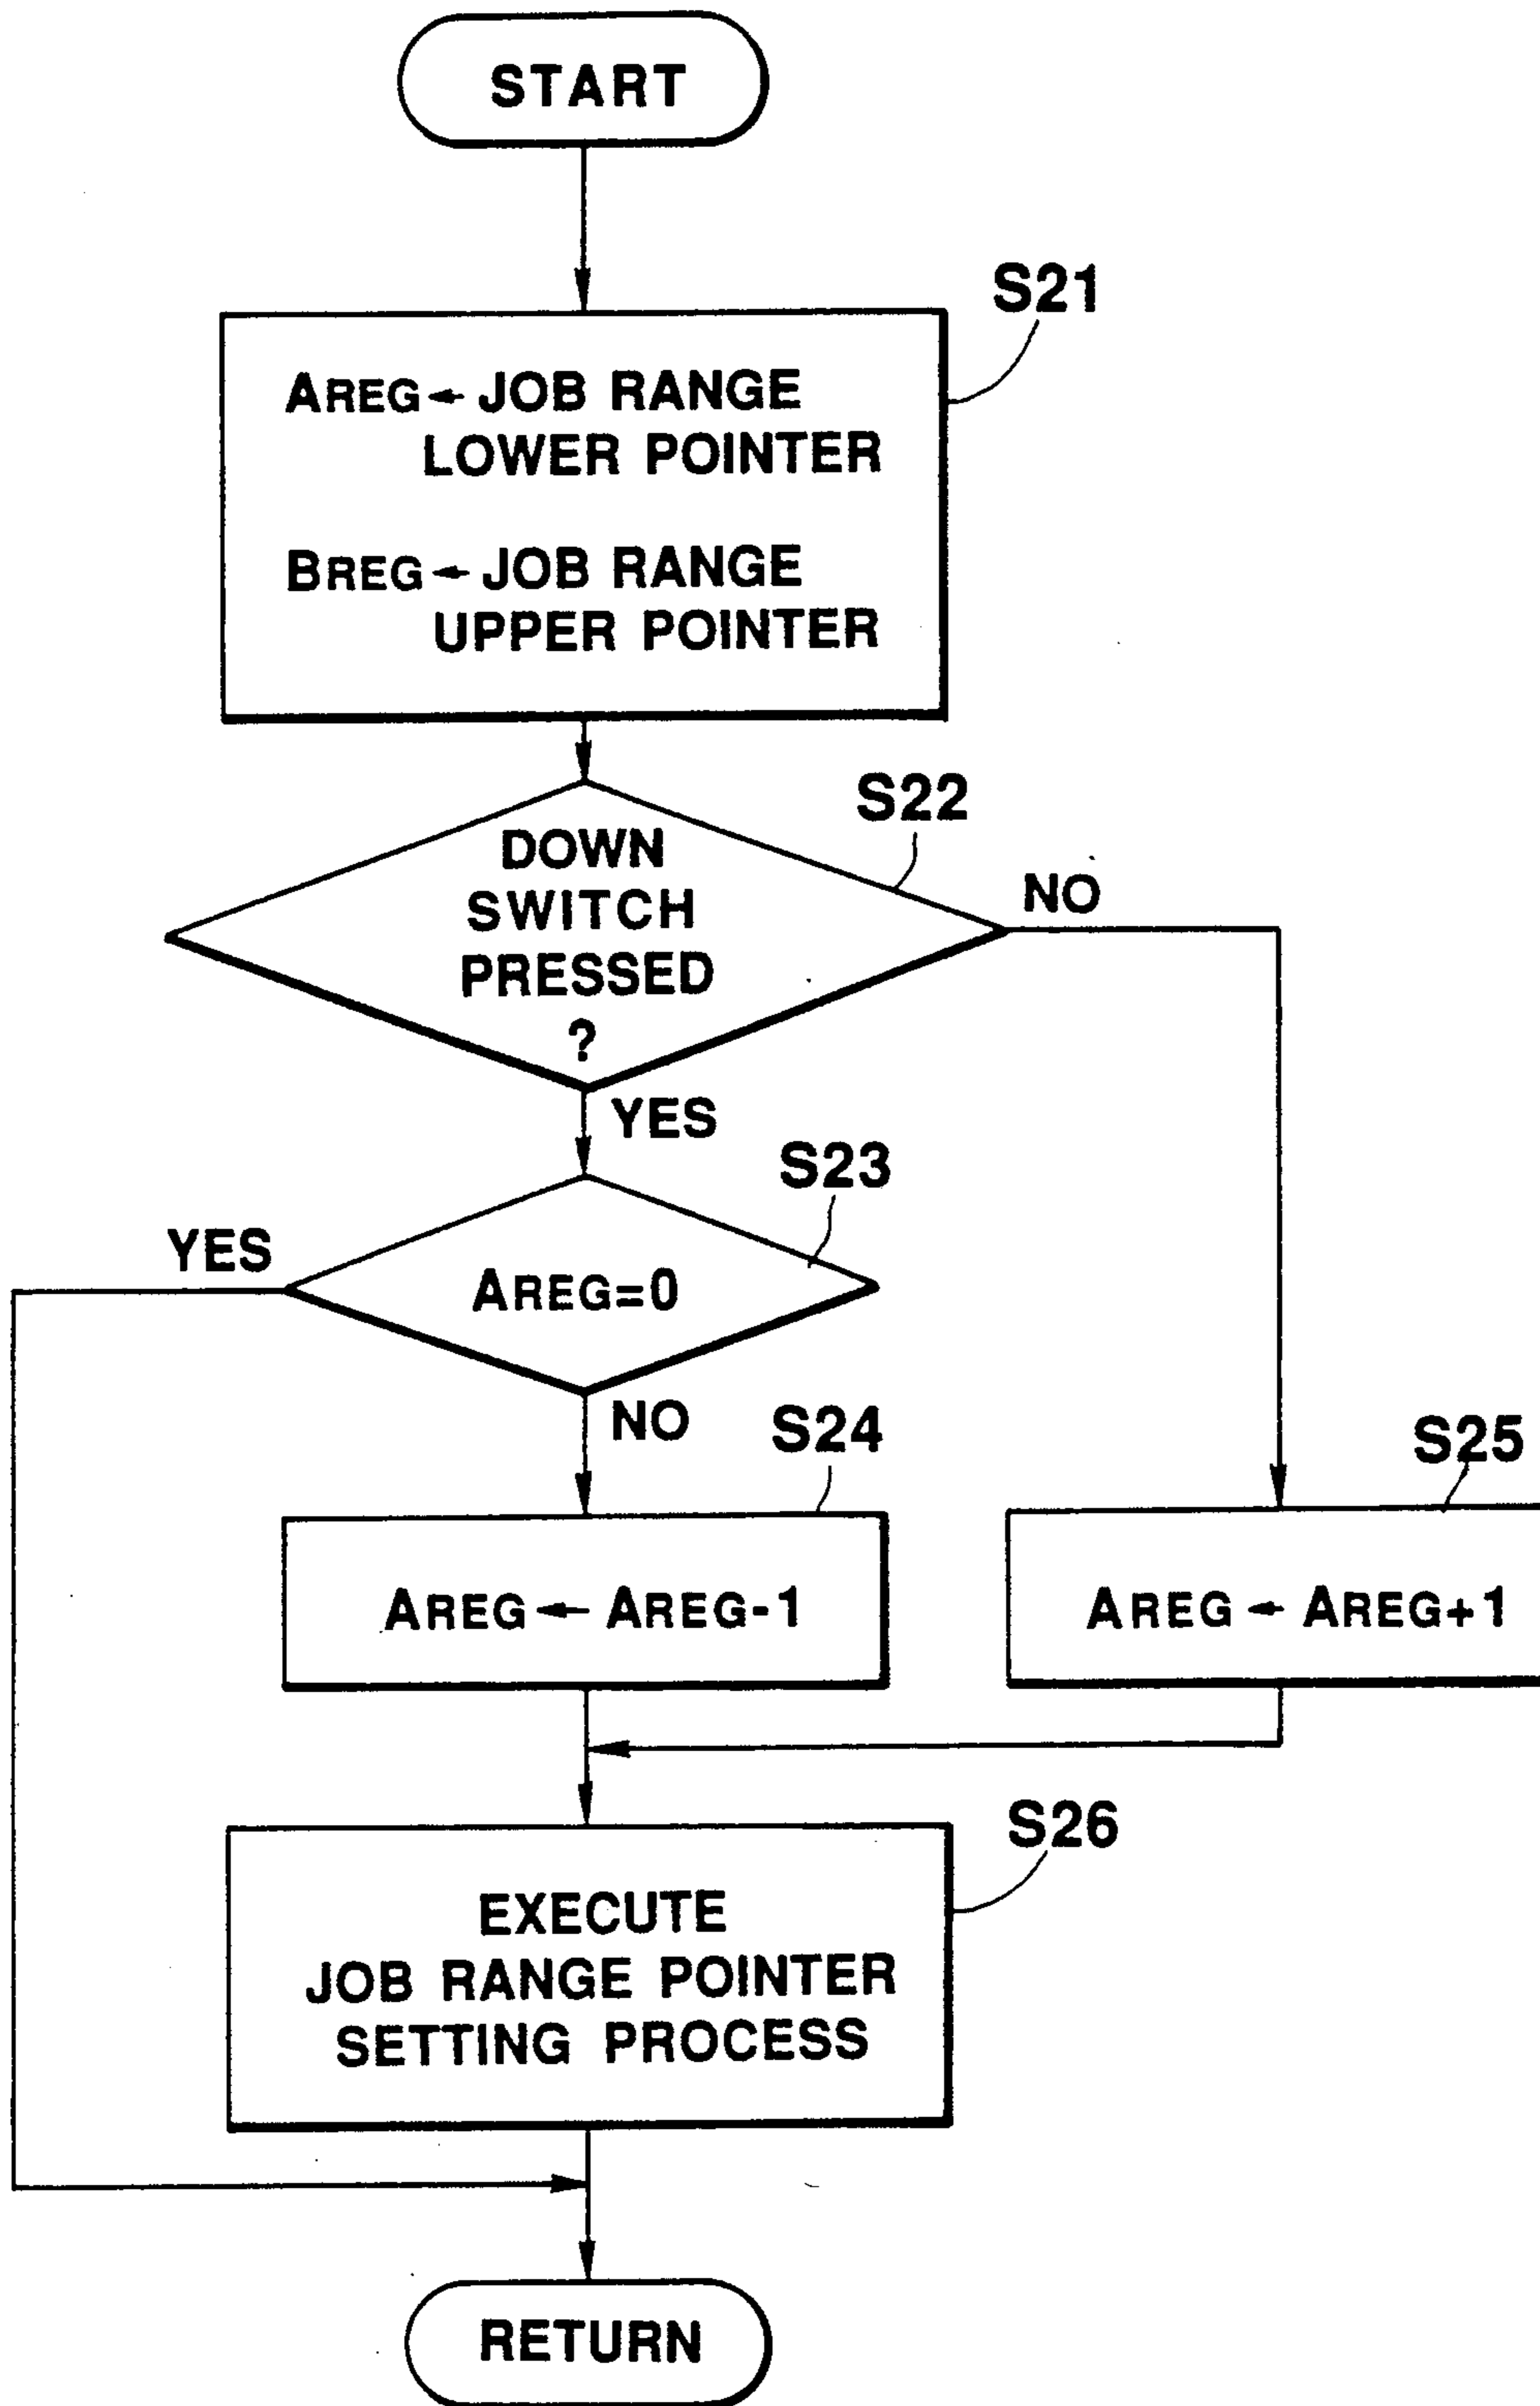 START
S21
AREG←JOB RANGE
LOWER POINTER
BREG←JOB RANGE
UPPER POINTER
S22
DOWN
SWITCH
PRESSED
?
NO
YES
S23
YES
AREG=0
NO
S24
S25
AREG←AREG-1
AREG←AREG+1
S26
EXECUTE
JOB RANGE POINTER
SETTING PROCESS
RETURN